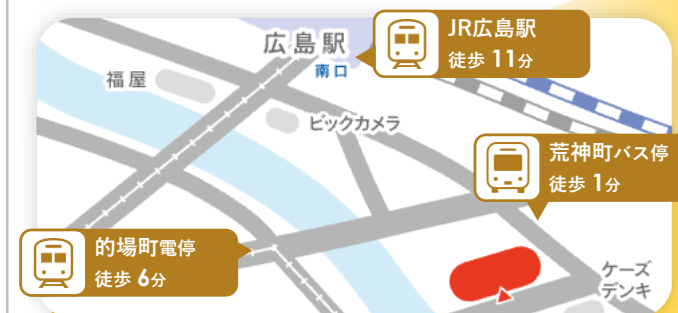 JR広島駅
徒歩 11分
広島駅
南口
福屋
ビックカメラ
荒神町バス停
徒歩 1分
的場町電停
徒歩 6分
ケーズ
デンキ